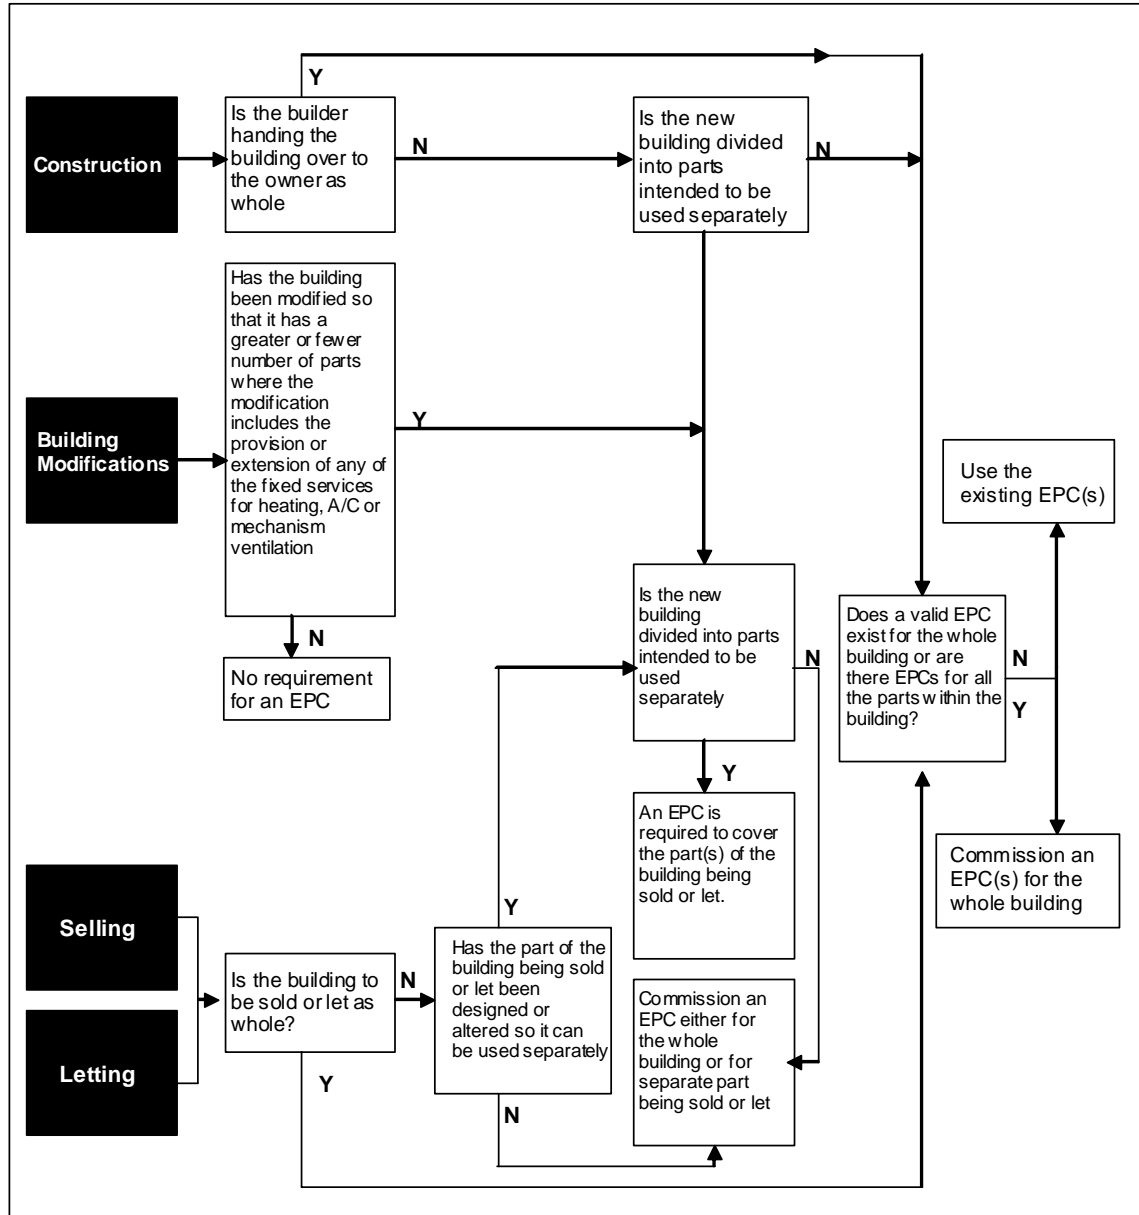 Y
Construction
Is the builder
handing the
building over to
the owner as
whole
N
Is the new
building divided
into parts
intended to be
used separately
N
Has the building
been modified so
that it has a
greater or fewer
number of parts
where the
modification
includes the
provision or
extension of any of
the fixed services
for heating, A/C or
mechanism
ventilation
Building
Modifications
Y
N
No requirement
for an EPC
Is the new
building
divided into parts
intended to be
used
separately
N
Y
Does a valid EPC
exist for the whole
building or are
there EPCs for all
the parts within the
building?
N
Y
Use the
existing EPC(s)
Commission an
EPC(s) for the
whole building
An EPC is
required to cover
the part(s) of the
building being
sold or let.
Selling
Letting
Is the building to
be sold or let as
whole?
N
Y
Y
Has the part of the
building being sold
or let been
designed or
altered so it can
be used separately
N
Commission an
EPC either for
the whole
building or for
separate part
being sold or let